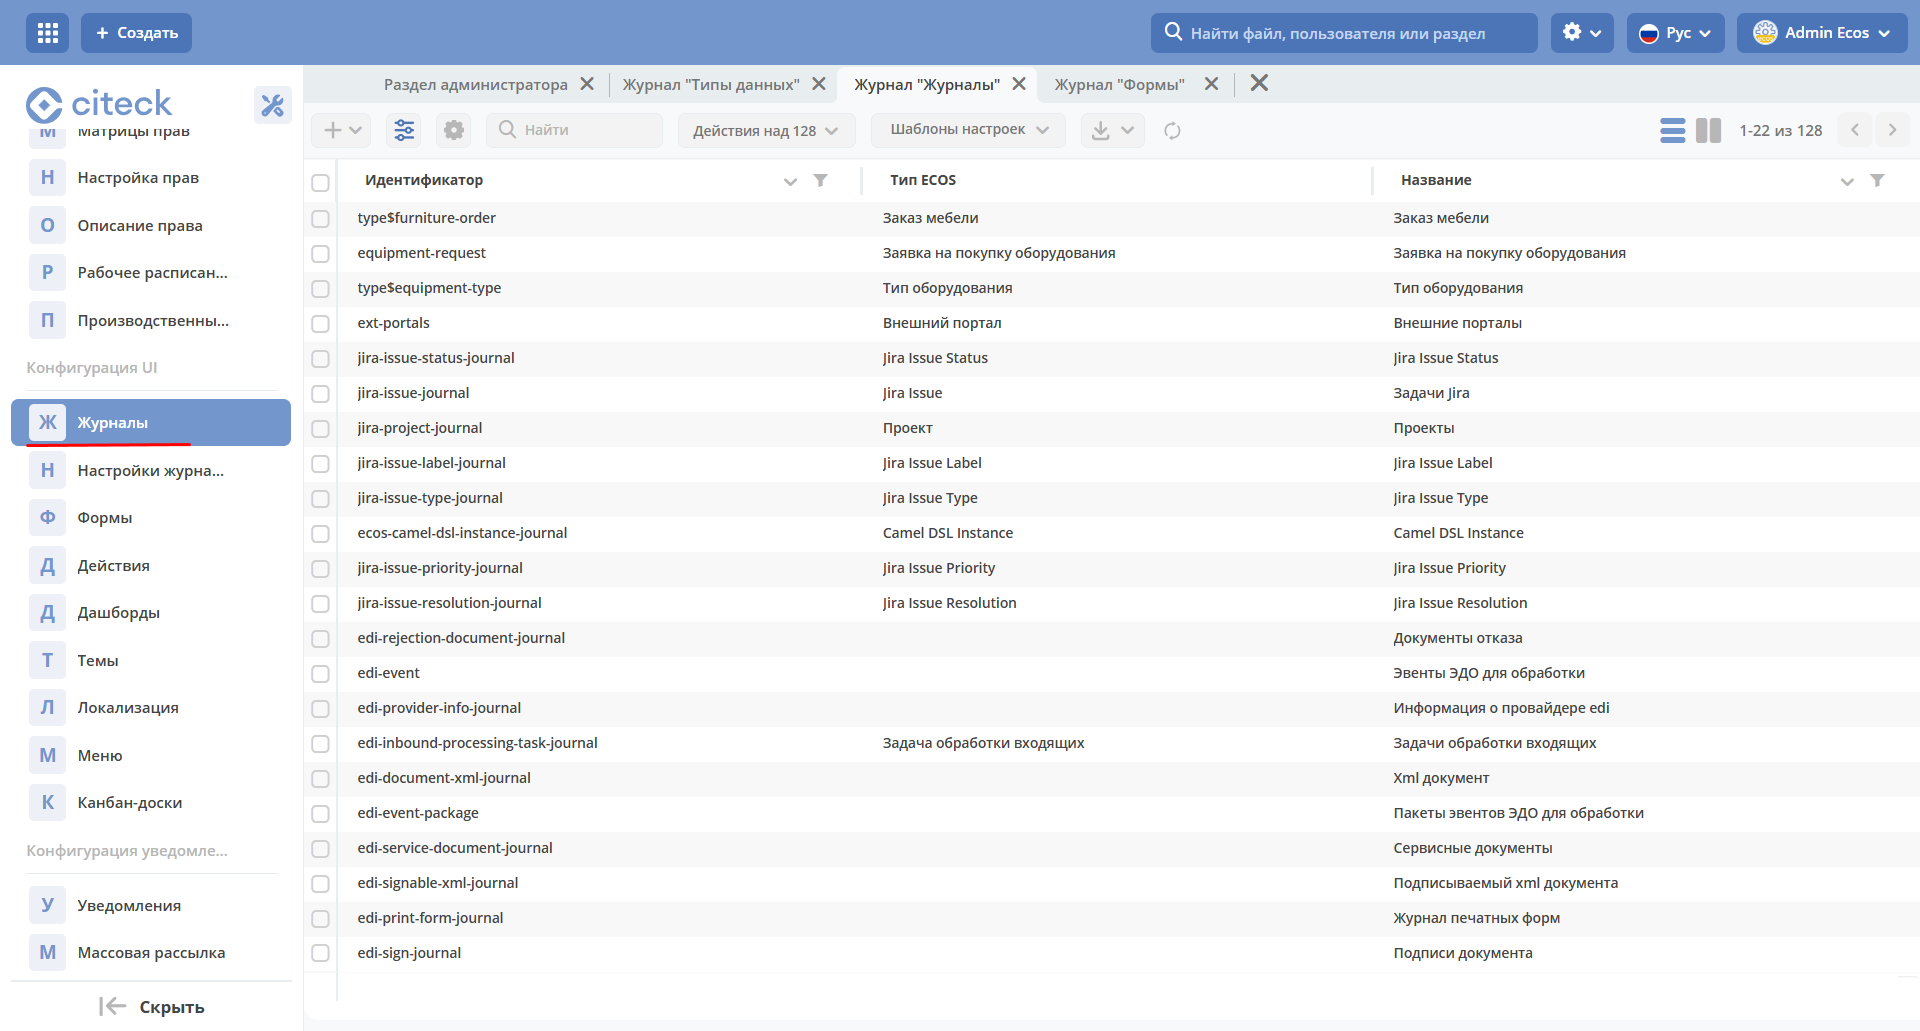 + Создать
Найти файл, пользователя или раздел
Рус
Admin Ecos
citeck
М Матрицы прав
Н Настройка прав
О Описание права
Р Рабочее расписан...
П Производственны...
Конфигурация UI
Ж Журналы
Н Настройки журна...
Ф Формы
Д Действия
Д Дашборды
Т Темы
Л Локализация
М Меню
К Канбан-доски
Конфигурация уведомле...
У Уведомления
М Массовая рассылка
Скрыть
Раздел администратора Журнал "Типы данных" Журнал "Журналы" Журнал "Формы"
Найти Действия над 128 Шаблоны настроек 1-22 из 128
Идентификатор Тип ECOS Название
type$furniture-order Заказ мебели Заказ мебели
equipment-request Заявка на покупку оборудования Заявка на покупку оборудования
type$equipment-type Тип оборудования Тип оборудования
ext-portals Внешний портал Внешние порталы
jira-issue-status-journal Jira Issue Status Jira Issue Status
jira-issue-journal Jira Issue Задачи Jira
jira-project-journal Проект Проекты
jira-issue-label-journal Jira Issue Label Jira Issue Label
jira-issue-type-journal Jira Issue Type Jira Issue Type
ecos-camel-dsl-instance-journal Camel DSL Instance Camel DSL Instance
jira-issue-priority-journal Jira Issue Priority Jira Issue Priority
jira-issue-resolution-journal Jira Issue Resolution Jira Issue Resolution
edi-rejection-document-journal Документы отказа
edi-event Эвенты ЭДО для обработки
edi-provider-info-journal Информация о провайдере edi
edi-inbound-processing-task-journal Задача обработки входящих Задачи обработки входящих
edi-document-xml-journal Xml документ
edi-event-package Пакеты эвентов ЭДО для обработки
edi-service-document-journal Сервисные документы
edi-signable-xml-journal Подписываемый xml документа
edi-print-form-journal Журнал печатных форм
edi-sign-journal Подписи документа